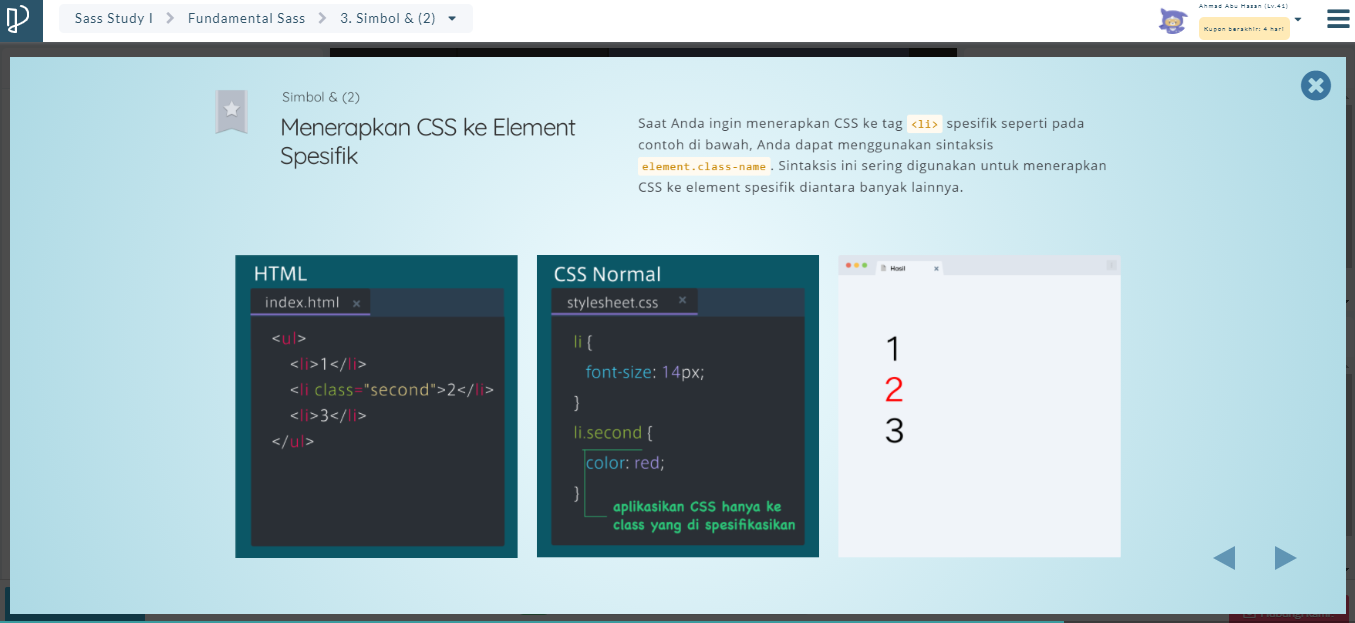 Sass Study I
Fundamental Sass
3. Simbol & (2)
Ahmad Abu Hasan (Lv.41)
Kupon berakhir: 4 hari
Simbol & (2)
Menerapkan CSS ke Element
Spesifik
Saat Anda ingin menerapkan CSS ke tag <li> spesifik seperti pada
contoh di bawah, Anda dapat menggunakan sintaksis
element.class-name. Sintaksis ini sering digunakan untuk menerapkan
CSS ke element spesifik diantara banyak lainnya.
HTML
index.html ×
<ul>
<li>1</li>
<li class="second">2</li>
<li>3</li>
</ul>
CSS Normal
stylesheet.css ×
li {
font-size: 14px;
}
li.second {
color: red;
}
aplikasikan CSS hanya ke
class yang di spesifikasikan
Hasil ×
1
2
3